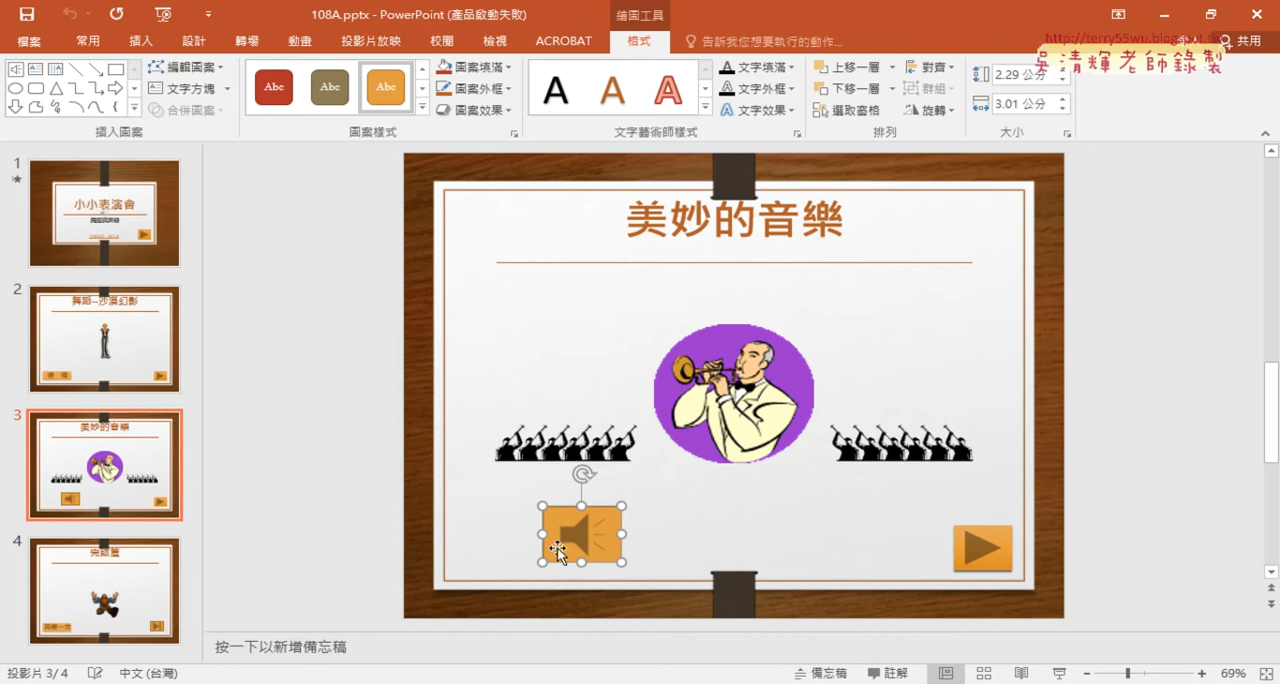 108A.pptx - PowerPoint (產品啟動失敗)
繪圖工具
檔案 常用 插入 設計 轉場 動畫 投影片放映 校閱 檢視 ACROBAT 格式 告訴我您想要執行的動作... 共用
http://terry55wu.blogspot.tw
吳清輝老師錄製
編輯圖案
文字方塊
合併圖案
插入圖案
Abc Abc Abc
圖案填滿
圖案外框
圖案效果
圖案樣式
A A A
文字填滿
文字外框
文字效果
文字藝術師樣式
上移一層 對齊
下移一層 群組
選取窗格 旋轉
排列
2.29 公分
3.01 公分
大小
1
小小表演會
2
舞蹈--沙漠幻影
3
美妙的音樂
4
完結篇
再觀一次
美妙的音樂
按一下以新增備忘稿
投影片 3/4 中文 (台灣) 備忘稿 註解 69%